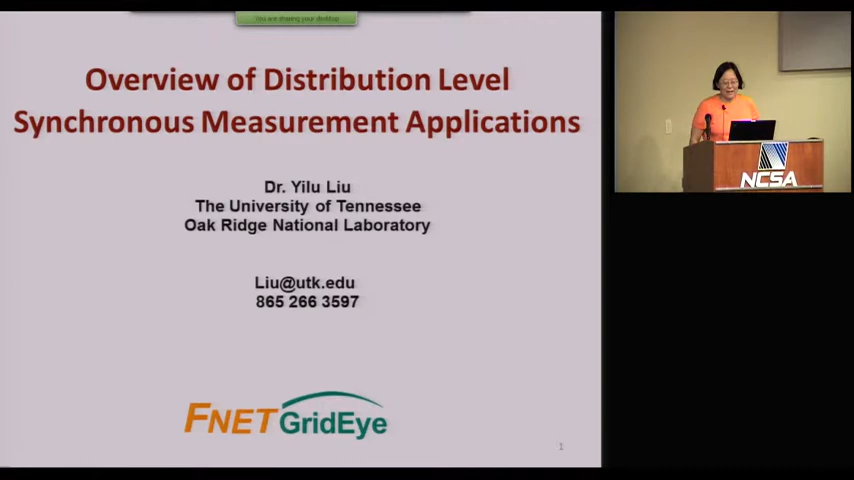 You are sharing your desktop
Overview of Distribution Level
Synchronous Measurement Applications
Dr. Yilu Liu
The University of Tennessee
Oak Ridge National Laboratory
Liu@utk.edu
865 266 3597
FNET GridEye
1
NCSA